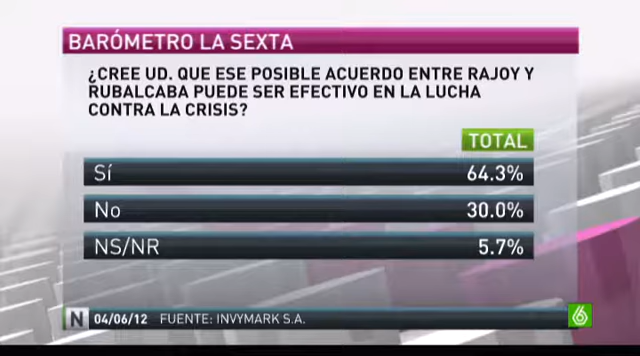 BARÓMETRO LA SEXTA
¿CREE UD. QUE ESE POSIBLE ACUERDO ENTRE RAJOY Y
RUBALCABA PUEDE SER EFECTIVO EN LA LUCHA
CONTRA LA CRISIS?
TOTAL
Sí 64.3%
No 30.0%
NS/NR 5.7%
N 04/06/12 FUENTE: INVYMARK S.A. 6